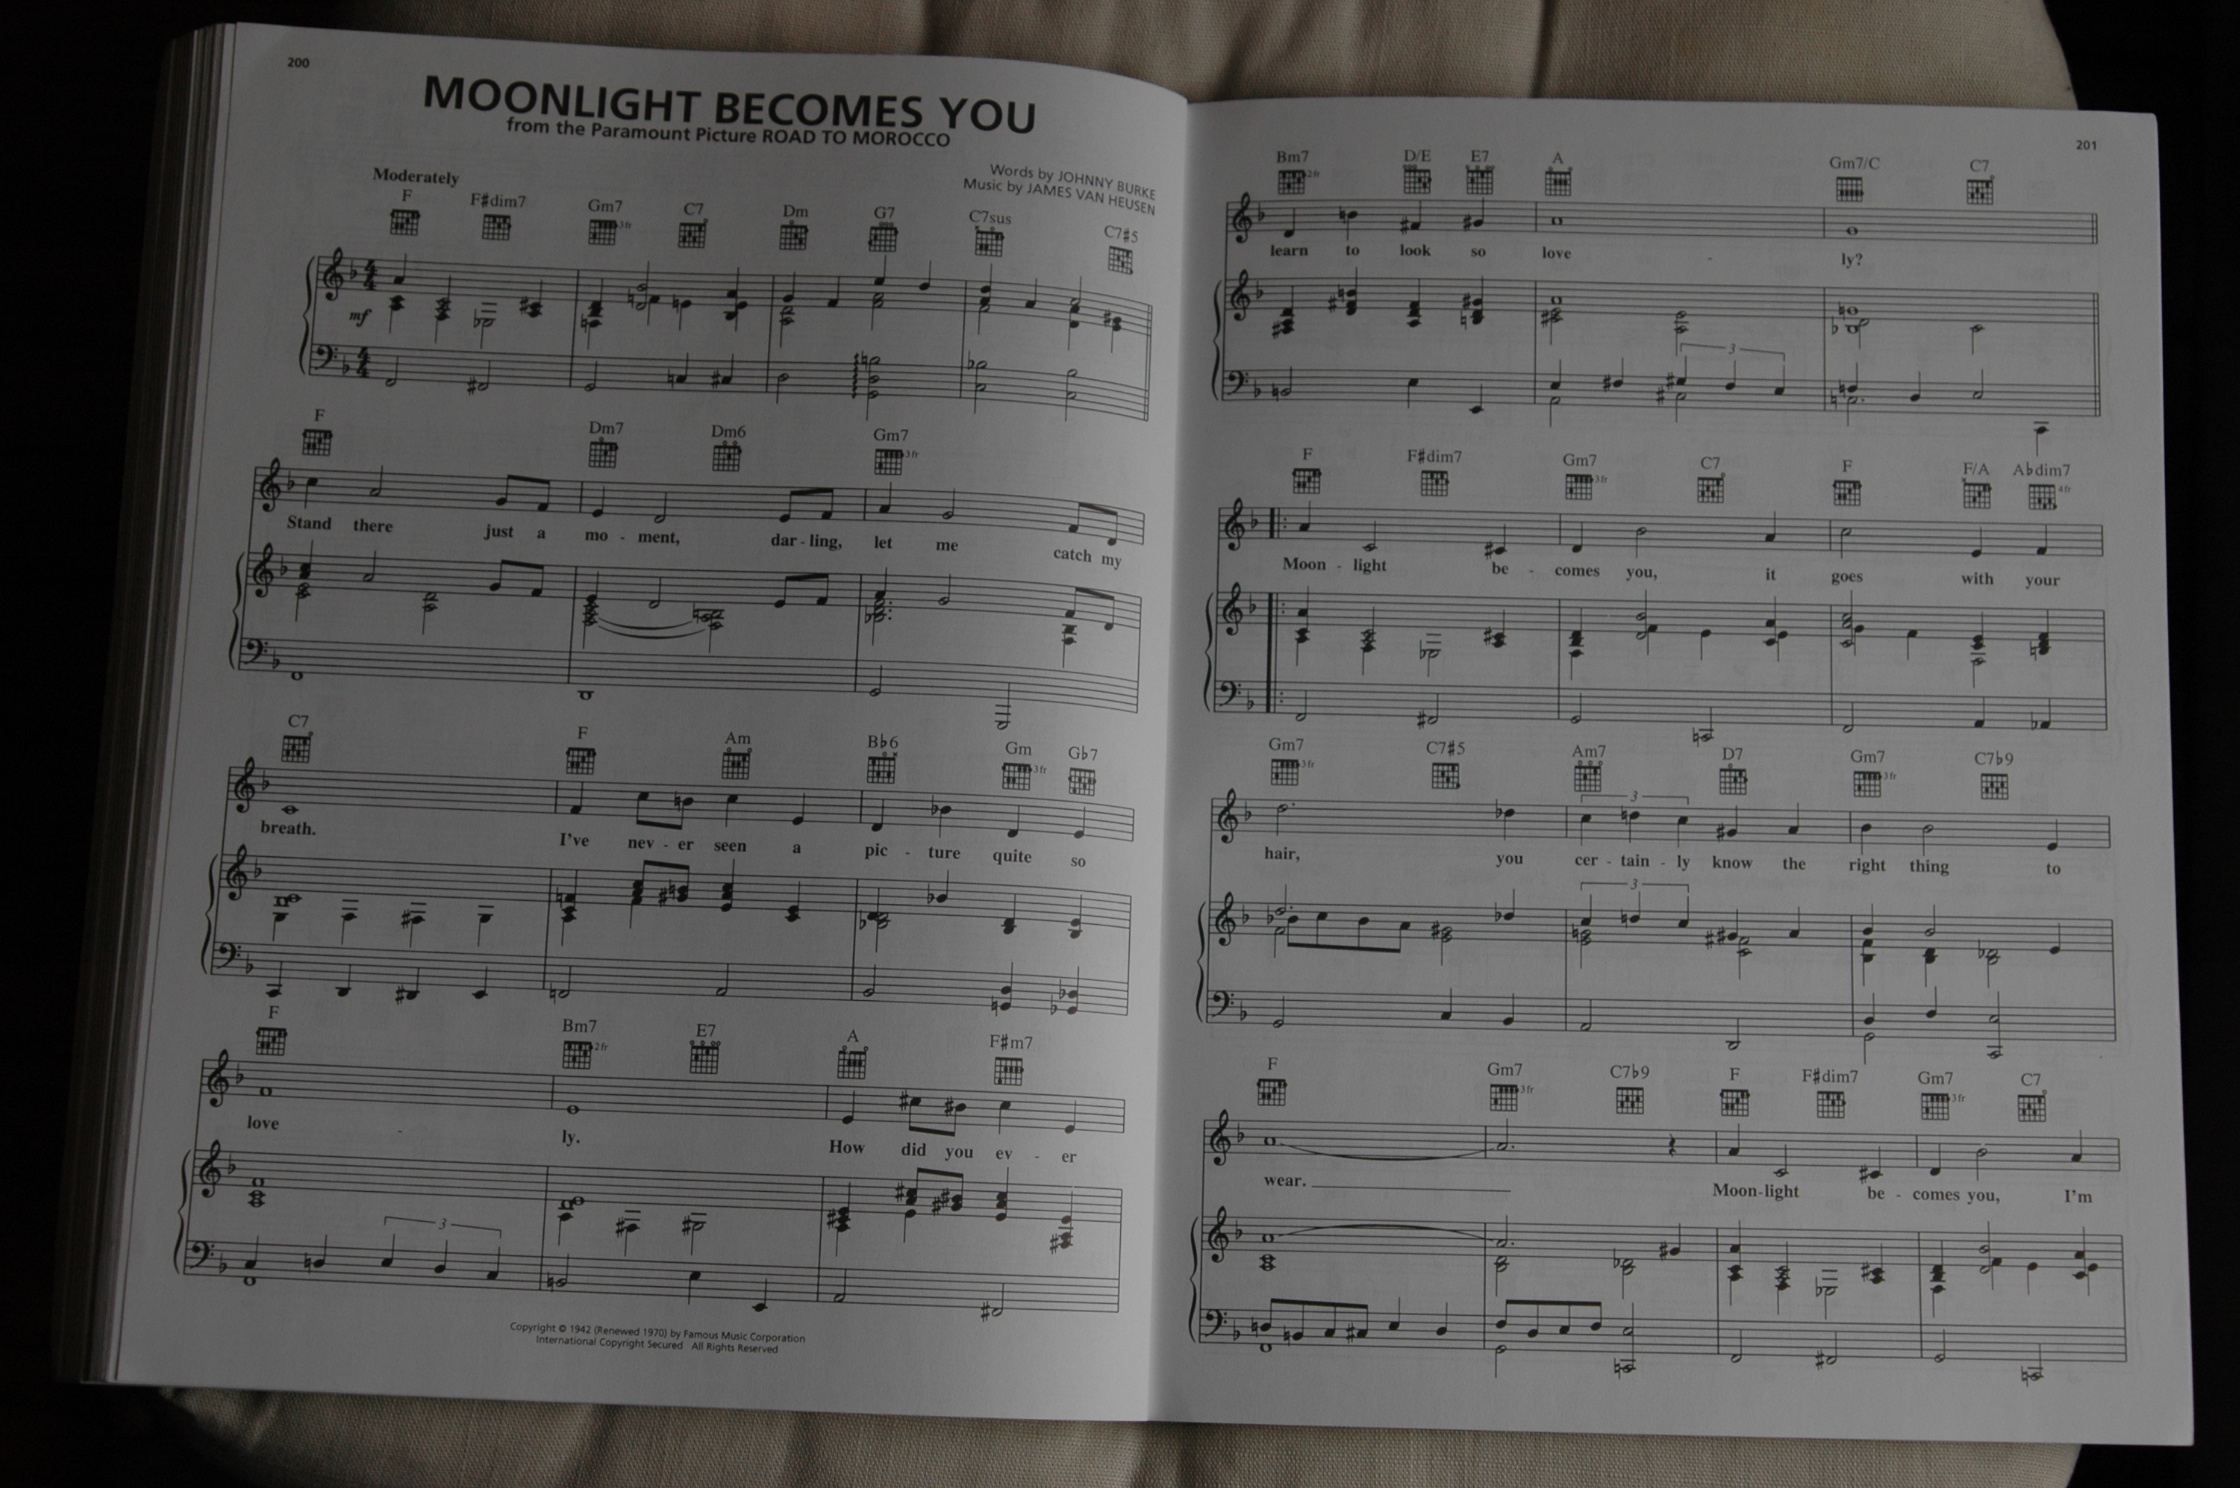 200
MOONLIGHT BECOMES YOU
from the Paramount Picture ROAD TO MOROCCO
Words by JOHNNY BURKE
Music by JAMES VAN HEUSEN
Moderately
F F♯dim7 Gm7 C7 Dm G7 C7sus C7♯5
3fr
mf
F Dm7 Dm6 Gm7
3fr
Stand there just a mo - ment, dar - ling, let me catch my
C7 F Am B♭6 Gm G♭7
3fr
breath. I've nev - er seen a pic - ture quite so
F Bm7 E7 A F♯m7
2fr
love - ly. How did you ev - er
3
Copyright © 1942 (Renewed 1970) by Famous Music Corporation
International Copyright Secured All Rights Reserved
201
Bm7 D/E E7 A Gm7/C C7
2fr
learn to look so love - ly?
3
F F♯dim7 Gm7 C7 F F/A A♭dim7
3fr 4fr
Moon - light be - comes you, it goes with your
Gm7 C7♯5 Am7 D7 Gm7 C7♭9
3fr 3fr
3
hair, you cer - tain - ly know the right thing to
3
F Gm7 C7♭9 F F♯dim7 Gm7 C7
3fr 3fr
wear. Moon - light be - comes you, I'm